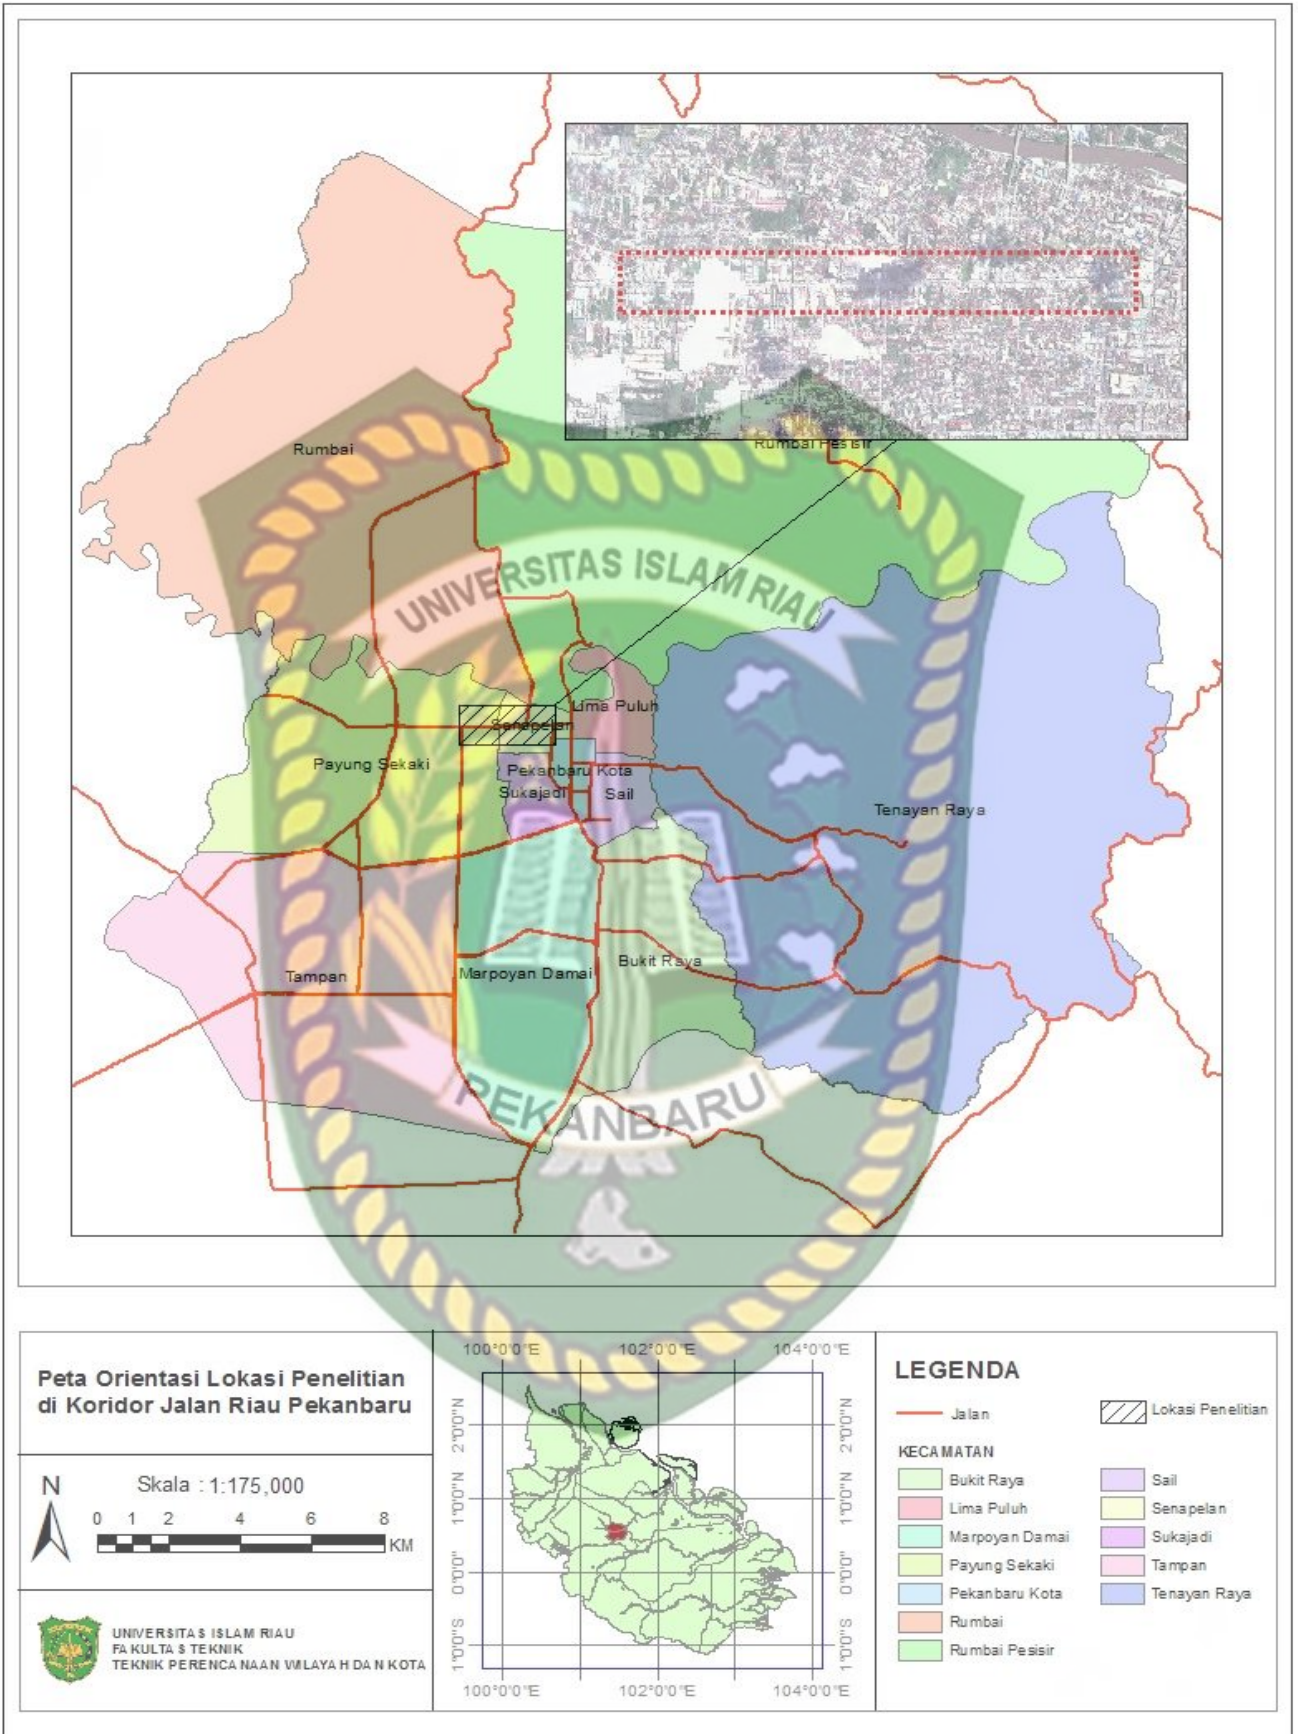 Rumbai
Rumbai Pesisir
UNIVERSITAS ISLAM RIAU
Lima Puluh
Senapelan
Payung Sekaki
Pekanbaru Kota
Sukajadi
Sail
Tenayan Raya
Tampan
Marpoyan Damai
Bukit Raya
PEKANBARU
Peta Orientasi Lokasi Penelitian
di Koridor Jalan Riau Pekanbaru
N
Skala : 1:175,000
0 1 2 4 6 8
KM
UNIVERSITAS ISLAM RIAU
FAKULTAS TEKNIK
TEKNIK PERENCANAAN WILAYAH DAN KOTA
100°0'0"E 102°0'0"E 104°0'0"E
2°0'0"N 2°0'0"N
1°0'0"N 1°0'0"N
0°0'0" 0°0'0"
1°0'0"S 1°0'0"S
100°0'0"E 102°0'0"E 104°0'0"E
LEGENDA
Jalan
Lokasi Penelitian
KECAMATAN
Bukit Raya
Lima Puluh
Marpoyan Damai
Payung Sekaki
Pekanbaru Kota
Rumbai
Rumbai Pesisir
Sail
Senapelan
Sukajadi
Tampan
Tenayan Raya